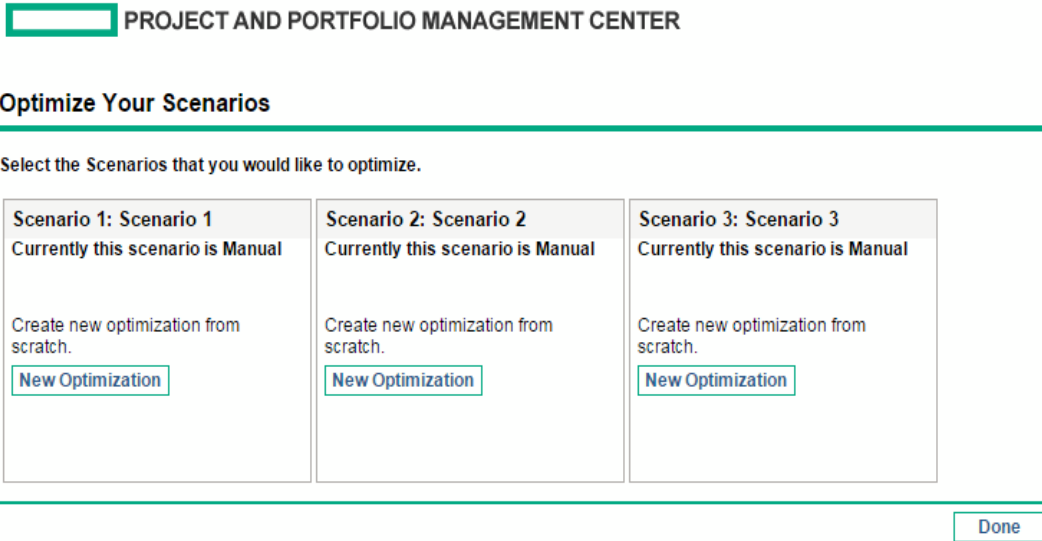 PROJECT AND PORTFOLIO MANAGEMENT CENTER
Optimize Your Scenarios
Select the Scenarios that you would like to optimize.
Scenario 1: Scenario 1
Currently this scenario is Manual
Create new optimization from
scratch.
New Optimization
Scenario 2: Scenario 2
Currently this scenario is Manual
Create new optimization from
scratch.
New Optimization
Scenario 3: Scenario 3
Currently this scenario is Manual
Create new optimization from
scratch.
New Optimization
Done